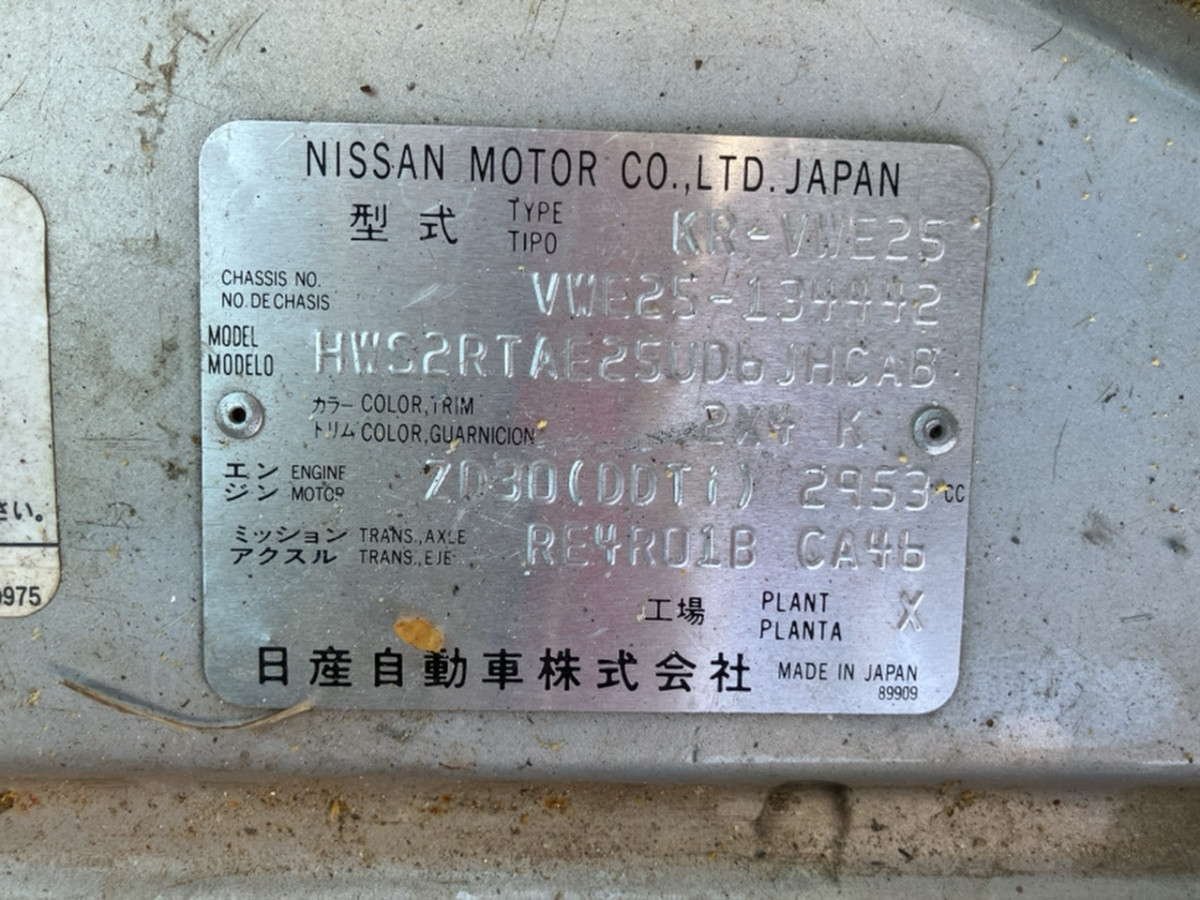 NISSAN MOTOR CO.,LTD. JAPAN
型式 TYPE KR-VWE25
TIPO
CHASSIS NO. VWE25-134442
NO. DE CHASIS
MODEL HWS2RTAE25UD6JHCAB
MODELO
カラー COLOR,TRIM 2X4 K
トリム COLOR,GUARNICION
エン ENGINE ZD30(DDTi) 2953 CC
ジン MOTOR
ミッション TRANS.,AXLE RE4R01B CA46
アクスル TRANS.,EJE
工場 PLANT X
PLANTA
日産自動車株式会社 MADE IN JAPAN
89909
さい。
0975